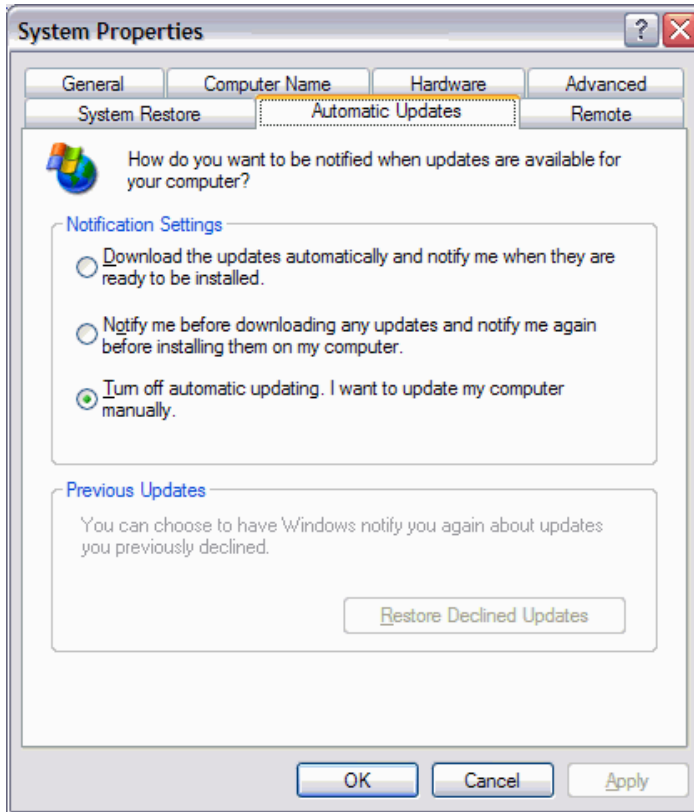 System Properties
?
General
Computer Name
Hardware
Advanced
System Restore
Automatic Updates
Remote
How do you want to be notified when updates are available for
your computer?
Notification Settings
Download the updates automatically and notify me when they are
ready to be installed.
Notify me before downloading any updates and notify me again
before installing them on my computer.
Turn off automatic updating. I want to update my computer
manually.
Previous Updates
You can choose to have Windows notify you again about updates
you previously declined.
Restore Declined Updates
OK
Cancel
Apply